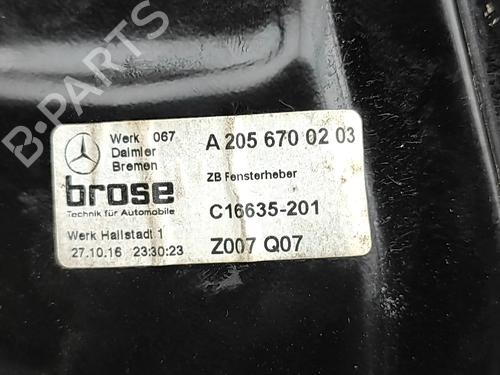 B-PARTS
Werk 067
Daimler
Bremen
A 205 670 02 03
ZB Fensterheber
brose
Technik für Automobile
C16635-201
Werk Hallstadt 1
27.10.16 23:30:23
Z007 Q07